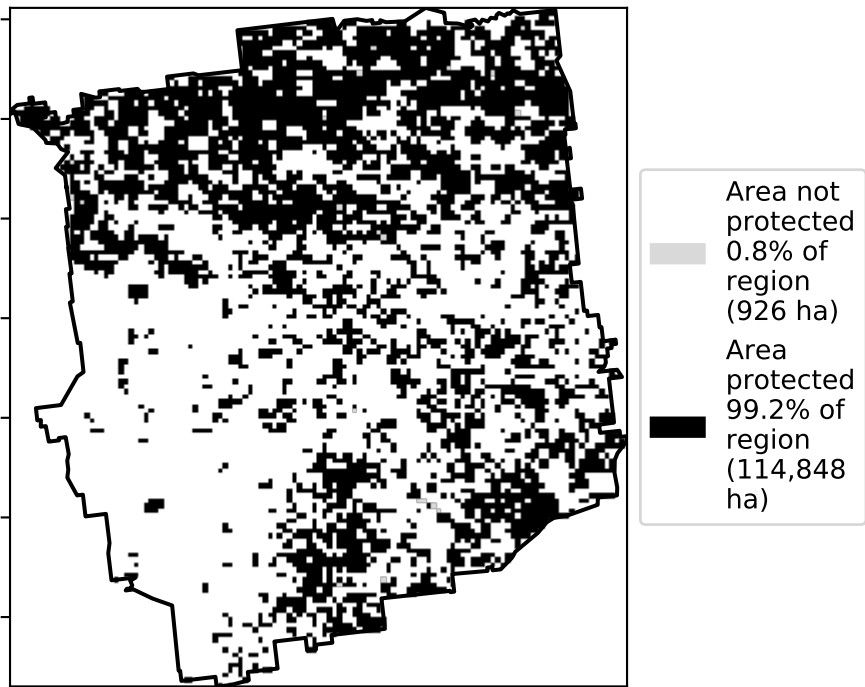 Area not
protected
0.8% of
region
(926 ha)
Area
protected
99.2% of
region
(114,848
ha)